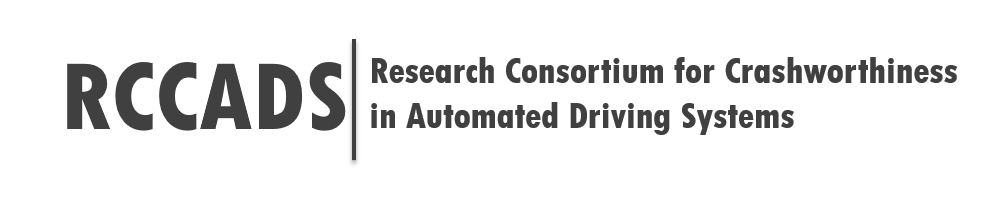 RCCADS
Research Consortium for Crashworthiness
in Automated Driving Systems